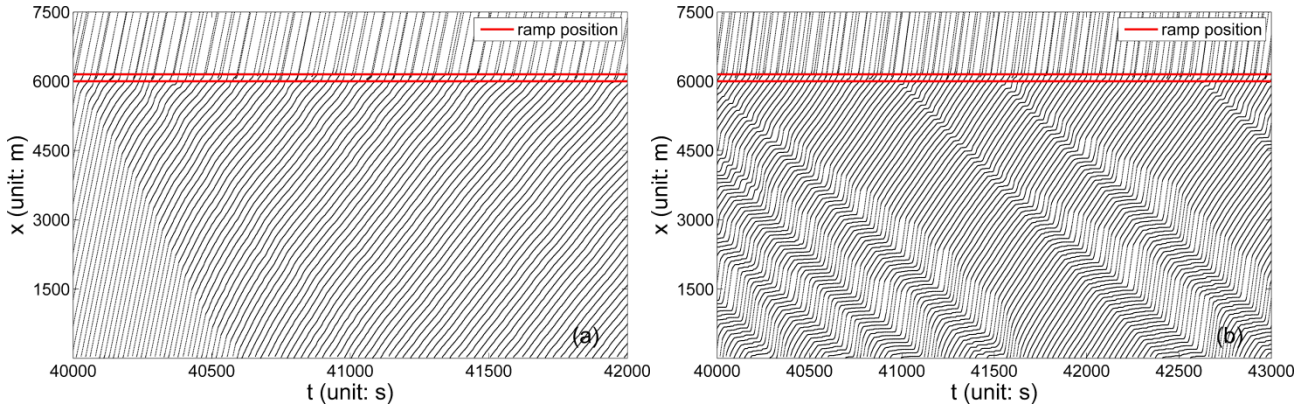 7500
6000
4500
3000
1500
x (unit: m)
ramp position
(a)
40000 40500 41000 41500 42000
t (unit: s)
7500
6000
4500
3000
1500
x (unit: m)
ramp position
(b)
40000 40500 41000 41500 42000 42500 43000
t (unit: s)